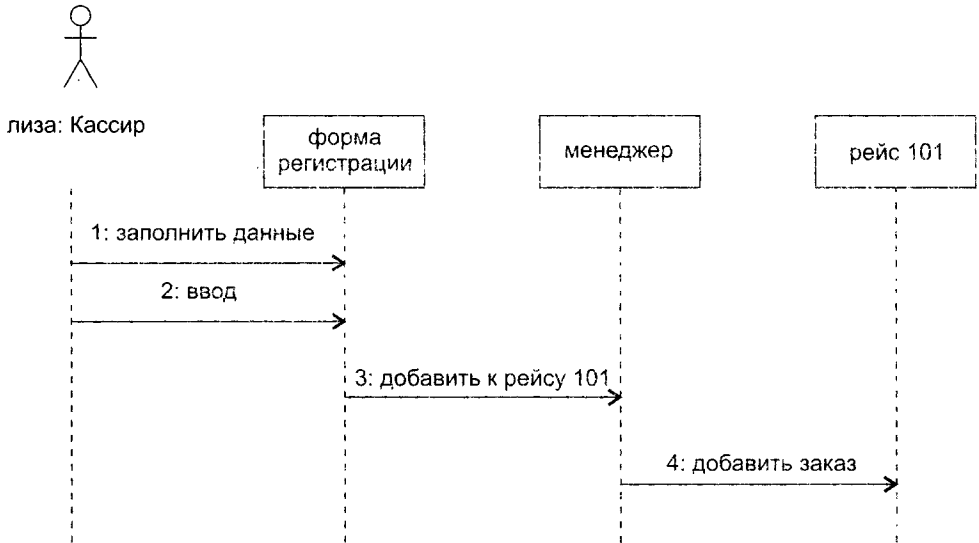 лиза: Кассир
форма
регистрации
менеджер
рейс 101
1: заполнить данные
2: ввод
3: добавить к рейсу 101
4: добавить заказ